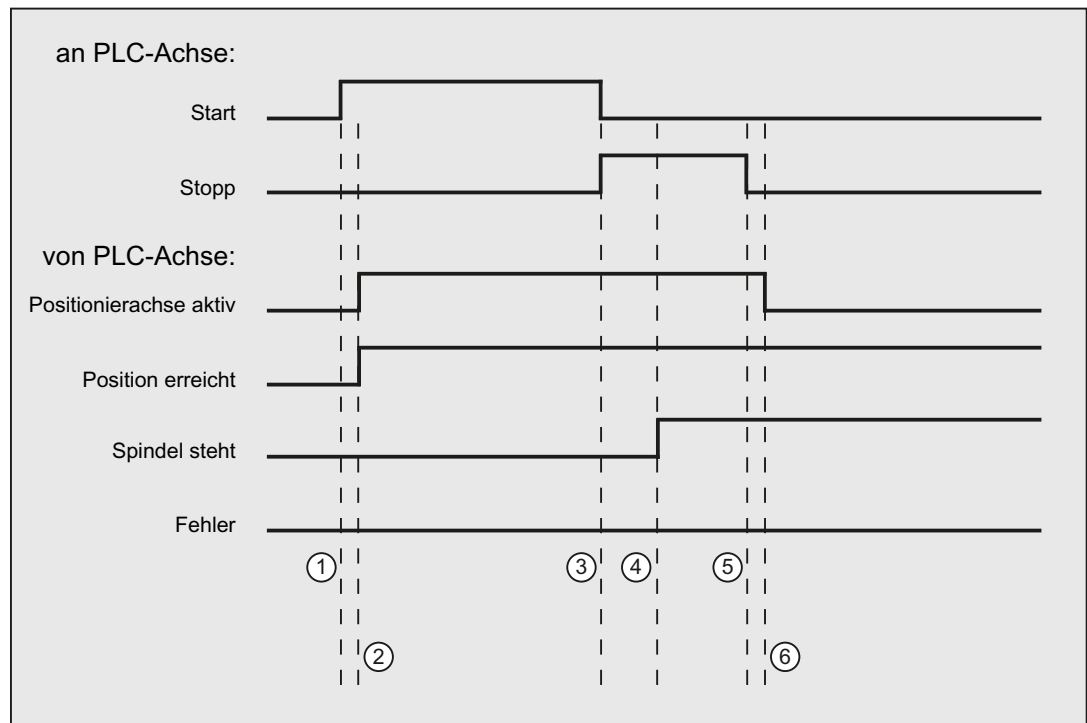 an PLC-Achse:
Start
Stopp
von PLC-Achse:
Positionierachse aktiv
Position erreicht
Spindel steht
Fehler
① ③ ④ ⑤
② ⑥